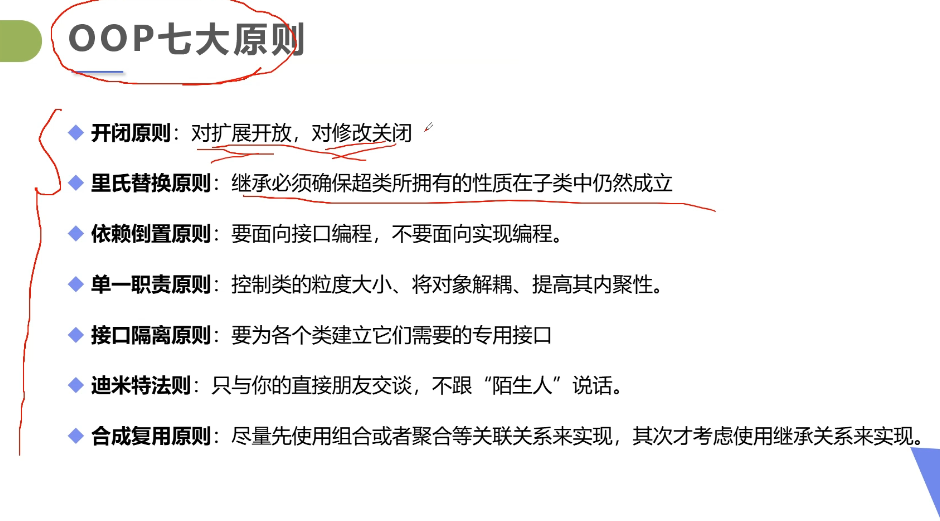 OOP七大原则
开闭原则：对扩展开放，对修改关闭
里氏替换原则：继承必须确保超类所拥有的性质在子类中仍然成立
依赖倒置原则：要面向接口编程，不要面向实现编程。
单一职责原则：控制类的粒度大小、将对象解耦、提高其内聚性。
接口隔离原则：要为各个类建立它们需要的专用接口
迪米特法则：只与你的直接朋友交谈，不跟“陌生人”说话。
合成复用原则：尽量先使用组合或者聚合等关联关系来实现，其次才考虑使用继承关系来实现。